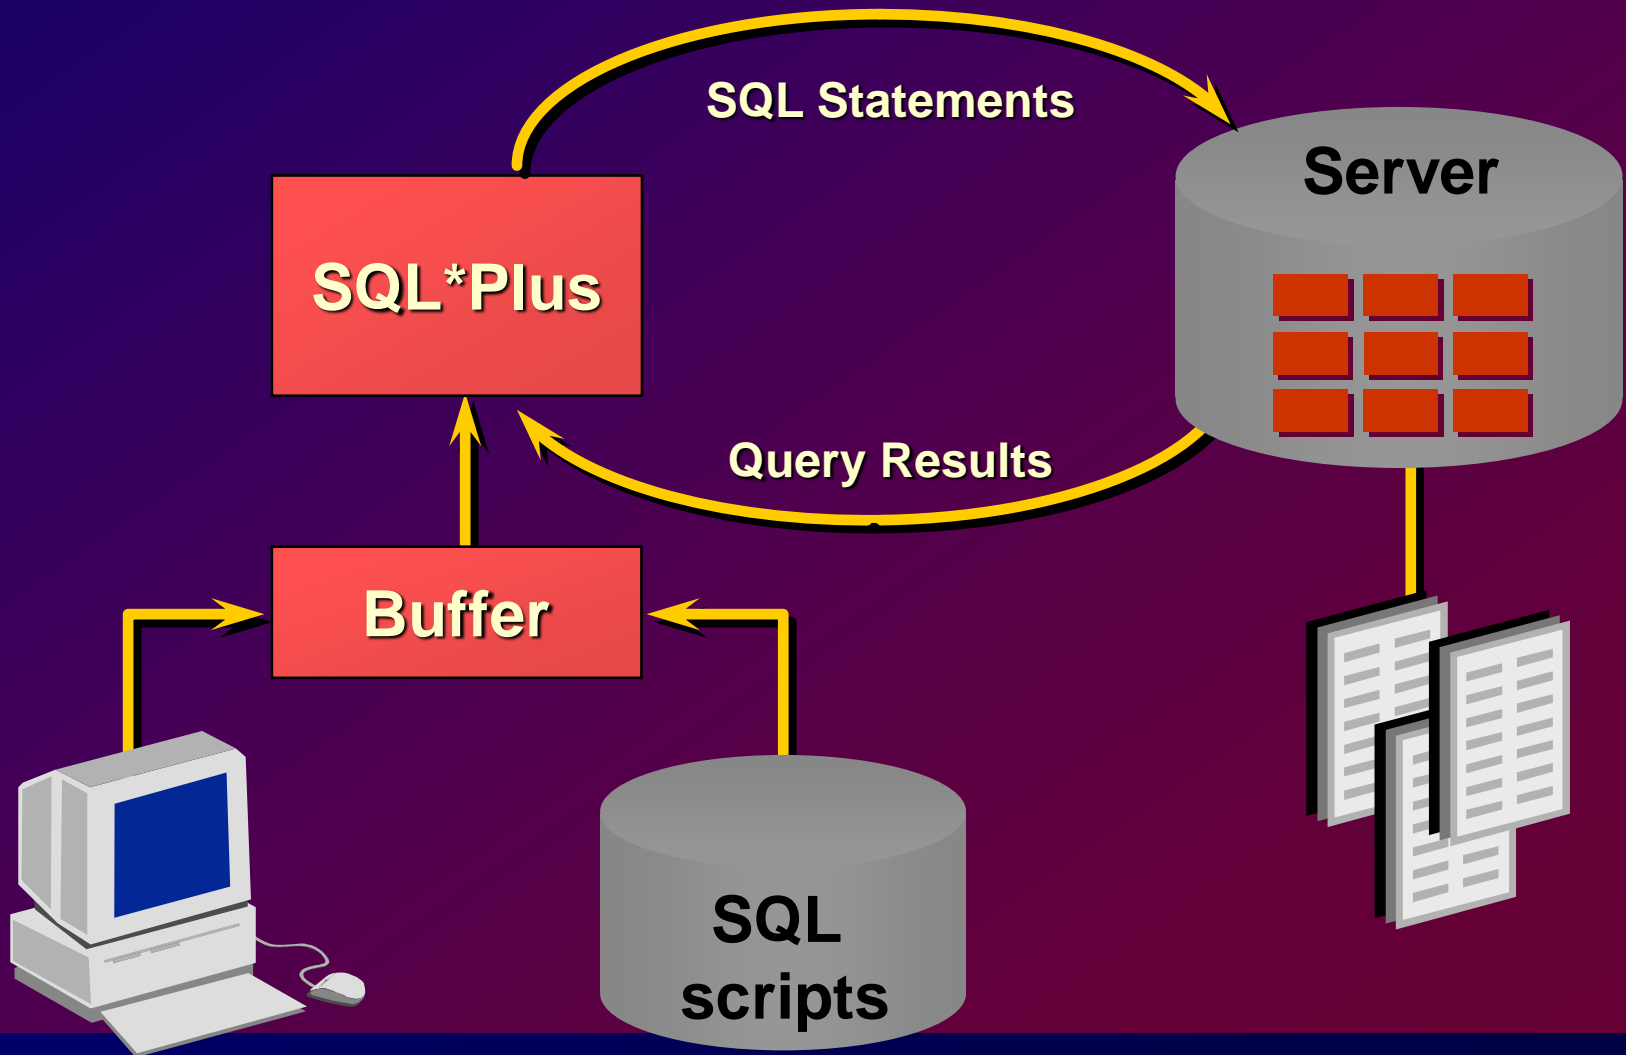 SQL Statements
Server
SQL*Plus
Query Results
Buffer
SQL
scripts